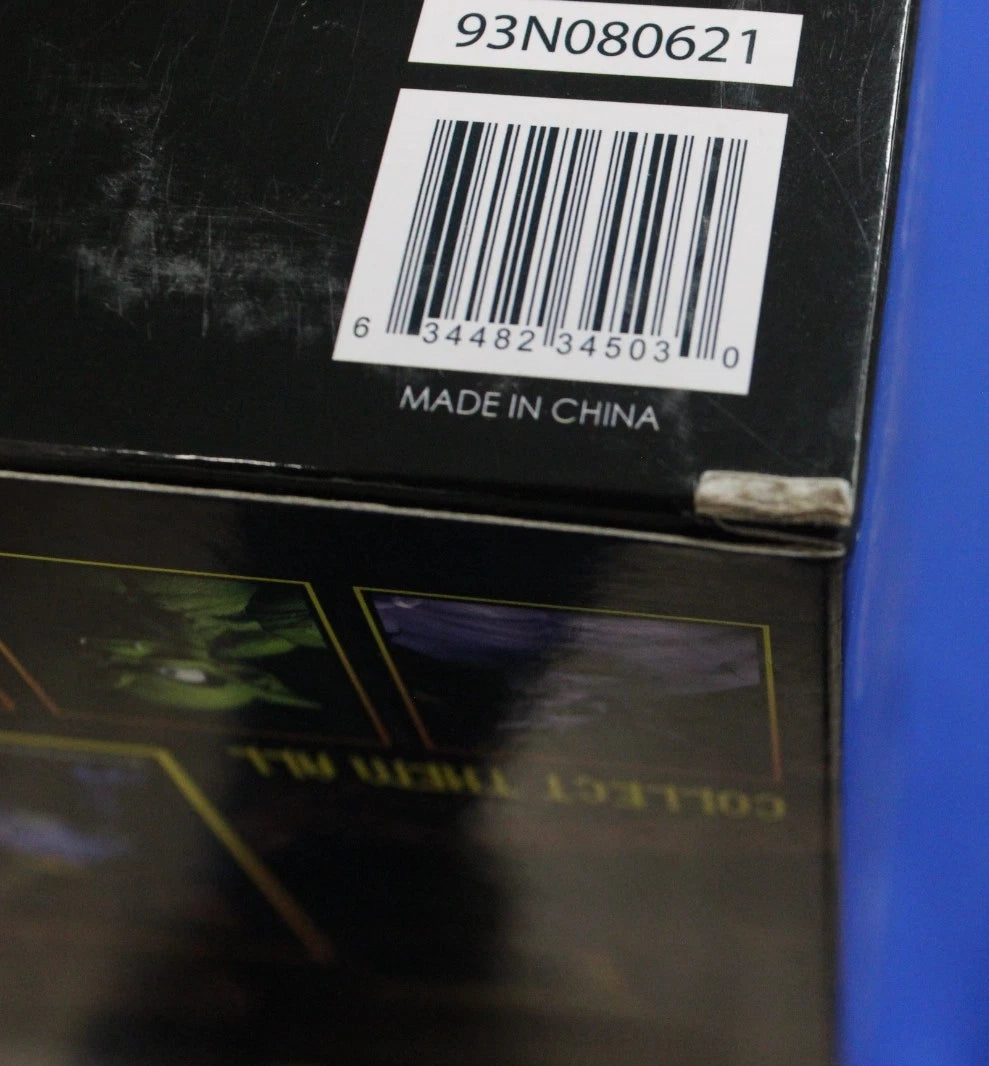 93N080621
6 34482 34503 0
MADE IN CHINA
COLLECT THEM ALL